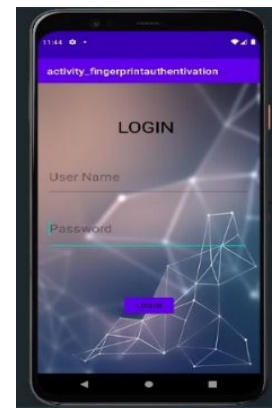 11:44
activity_fingerprintauthentivation
LOGIN
User Name
Password